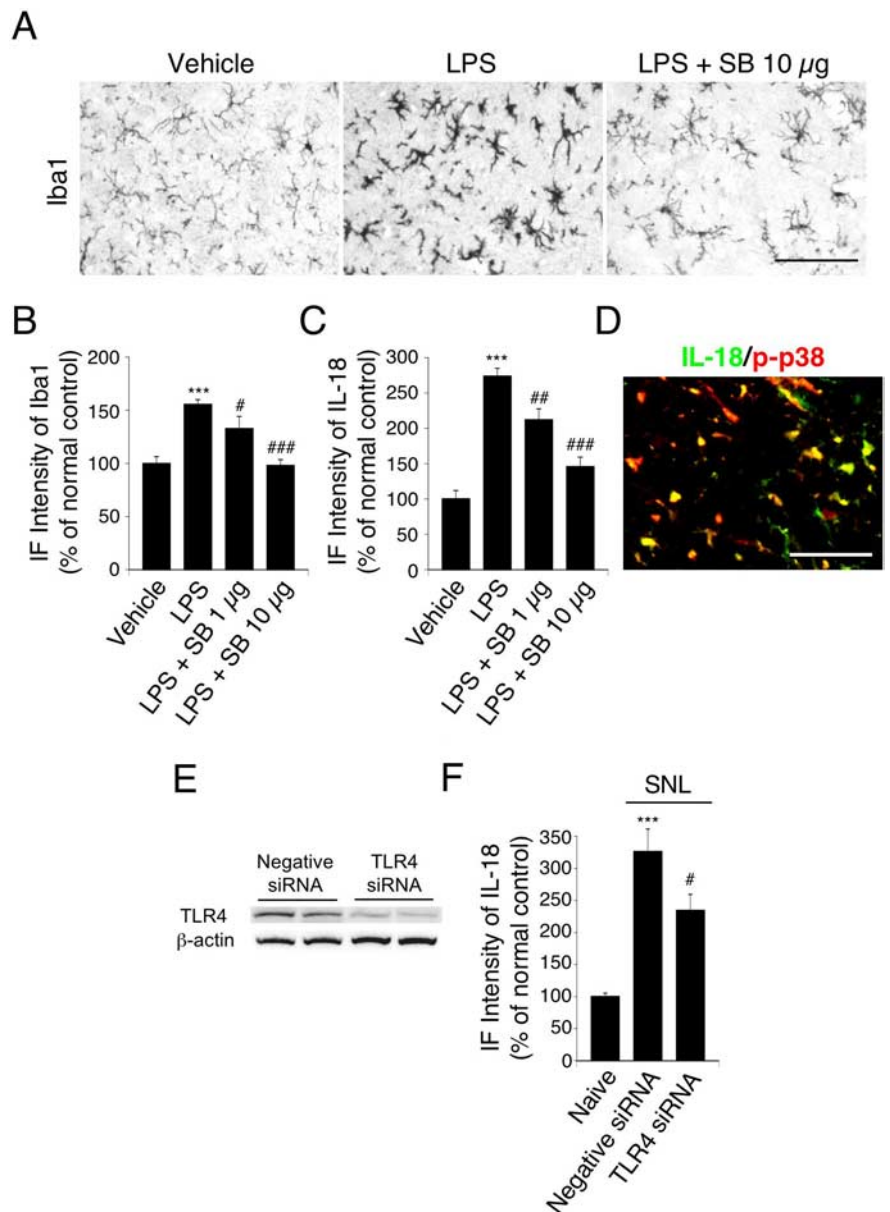 A
Vehicle
LPS
LPS + SB 10 µg
Iba1
B
IF Intensity of Iba1
(% of normal control)
200
150
100
50
0
***
#
###
Vehicle
LPS
LPS + SB 1 µg
LPS + SB 10 µg
C
IF Intensity of IL-18
(% of normal control)
300
250
200
150
100
50
0
***
##
###
Vehicle
LPS
LPS + SB 1 µg
LPS + SB 10 µg
D
IL-18/p-p38
E
Negative
siRNA
TLR4
siRNA
TLR4
β-actin
F
SNL
IF Intensity of IL-18
(% of normal control)
350
300
250
200
150
100
50
0
***
#
Naive
Negative siRNA
TLR4 siRNA